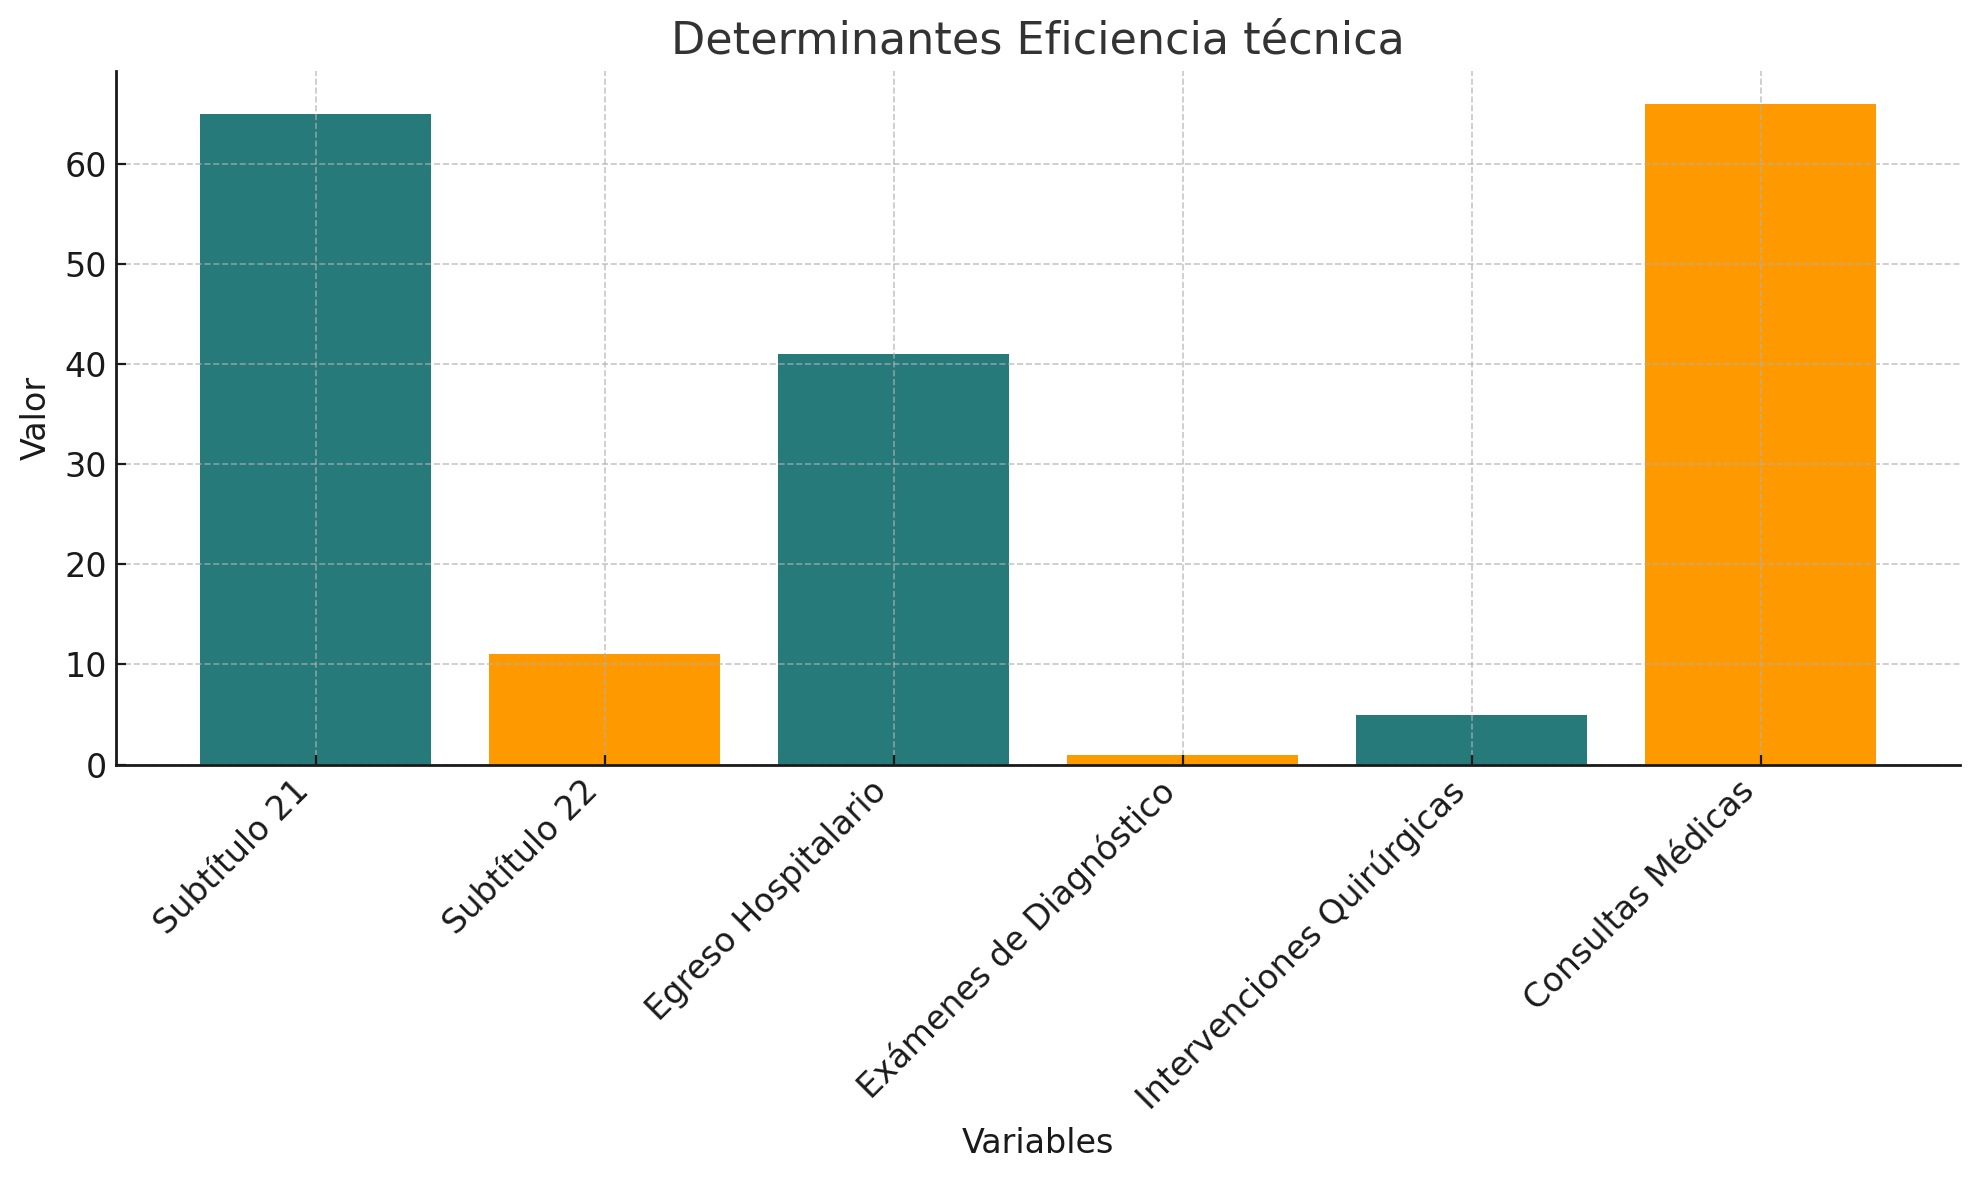 Determinantes Eficiencia técnica
Valor
60
50
40
30
20
10
0
Subtítulo 21
Subtítulo 22
Egreso Hospitalario
Exámenes de Diagnóstico
Intervenciones Quirúrgicas
Consultas Médicas
Variables